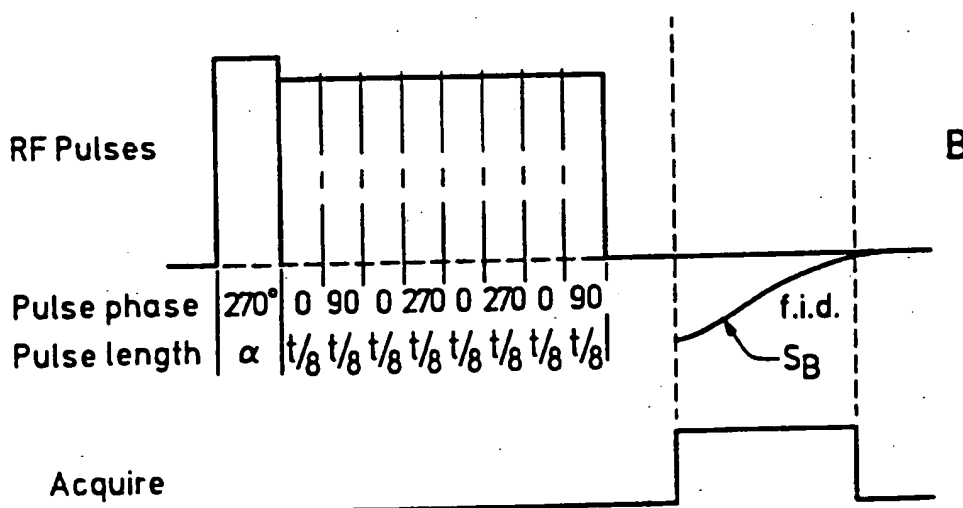 RF Pulses
B
Pulse phase 270° 0 90 0 270 0 270 0 90
Pulse length α t/8 t/8 t/8 t/8 t/8 t/8 t/8 t/8
f.i.d.
S_B
Acquire